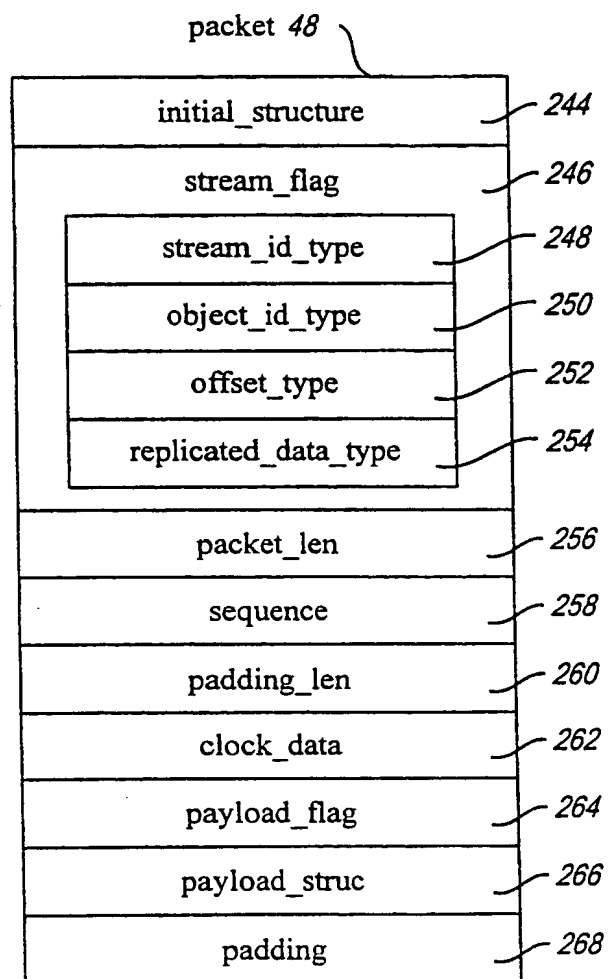 packet 48
initial_structure 244
stream_flag 246
stream_id_type 248
object_id_type 250
offset_type 252
replicated_data_type 254
packet_len 256
sequence 258
padding_len 260
clock_data 262
payload_flag 264
payload_struc 266
padding 268